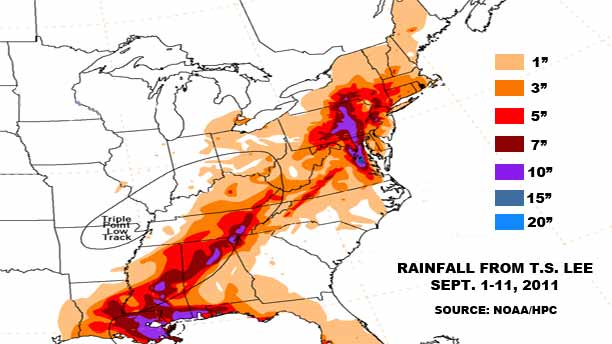 1”
3”
5”
7”
10”
15”
20”
Triple
Point
Low
Track
RAINFALL FROM T.S. LEE
SEPT. 1-11, 2011
SOURCE: NOAA/HPC